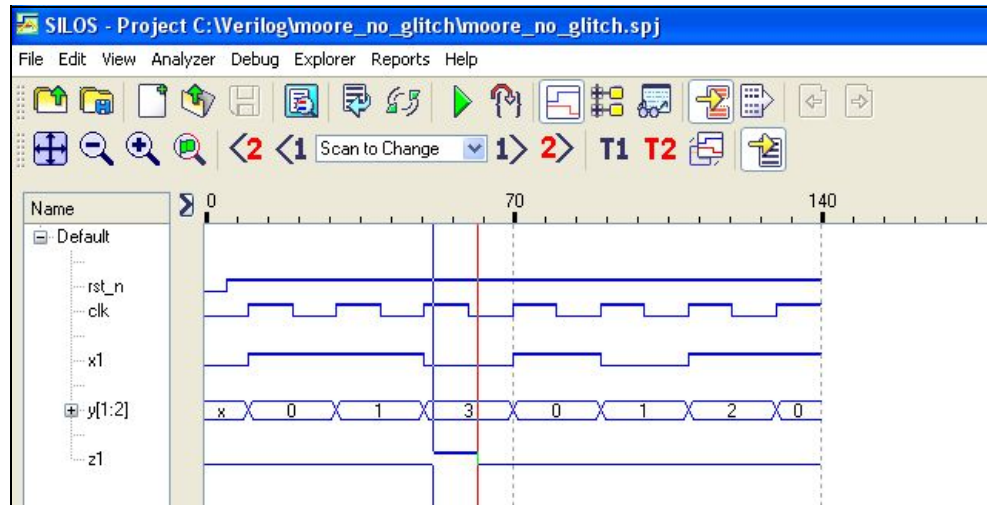 SILOS - Project C:\Verilog\moore_no_glitch\moore_no_glitch.spj
File Edit View Analyzer Debug Explorer Reports Help
<2 <1 Scan to Change 1> 2> T1 T2
Name Σ 0 70 140
Default
rst_n
clk
x1
y[1:2] x 0 1 3 0 1 2 0
z1